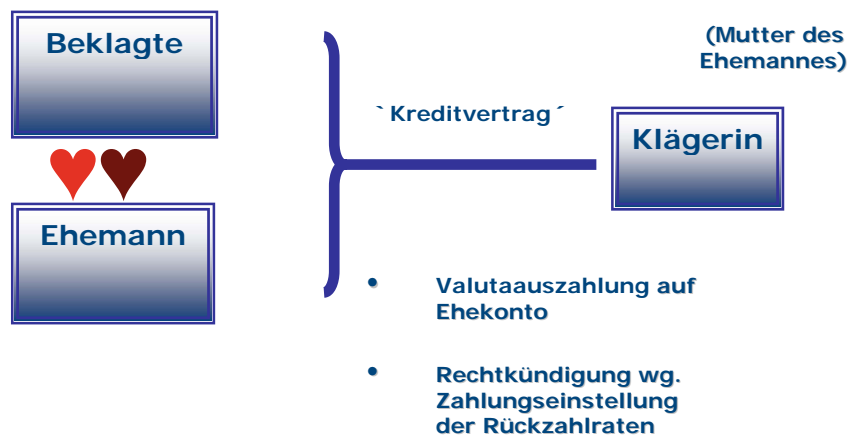 Beklagte
(Mutter des
Ehemannes)
`Kreditvertrag´
Klägerin
Ehemann
• Valutaauszahlung auf
Ehekonto
• Rechtkündigung wg.
Zahlungseinstellung
der Rückzahlraten